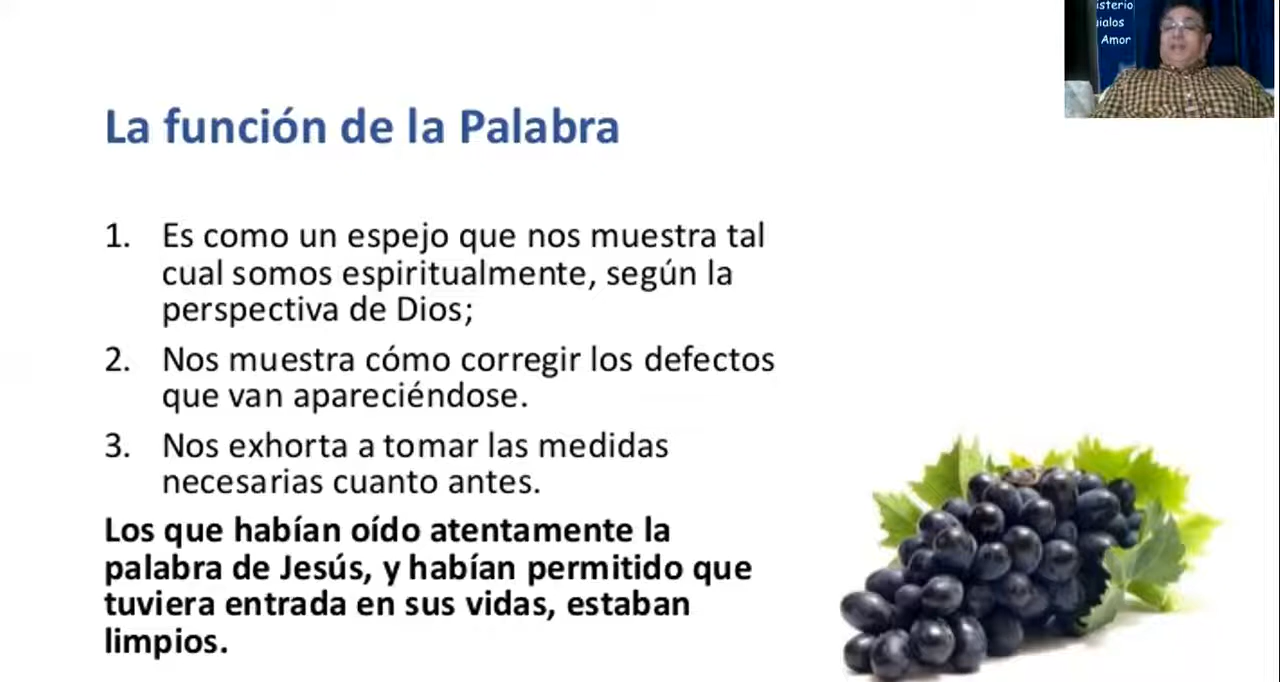 isterio
Amor
La función de la Palabra
1. Es como un espejo que nos muestra tal
cual somos espiritualmente, según la
perspectiva de Dios;
2. Nos muestra cómo corregir los defectos
que van apareciéndose.
3. Nos exhorta a tomar las medidas
necesarias cuanto antes.
Los que habían oído atentamente la
palabra de Jesús, y habían permitido que
tuviera entrada en sus vidas, estaban
limpios.